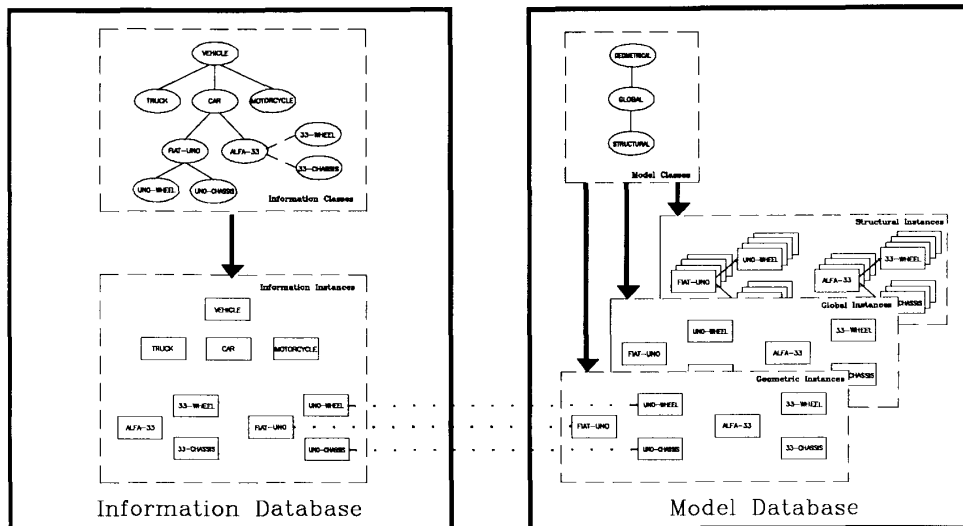 VEHICLE
TRUCK CAR MOTORCYCLE
33-WHEEL
FIAT-UNO ALFA-33
33-CHASSIS
UNO-WHEEL UNO-CHASSIS
Information Classes
Information Instances
VEHICLE
TRUCK CAR MOTORCYCLE
33-WHEEL UNO-WHEEL
ALFA-33 FIAT-UNO
33-CHASSIS UNO-CHASSIS
Information Database
GEOMETRICAL
GLOBAL
STRUCTURAL
Model Classes
Structural Instances
UNO-WHEEL 33-WHEEL
FIAT-UNO ALFA-33
CHASSIS
Global Instances
UNO-WHEEL 33-WHEEL
FIAT-UNO ALFA-33
CHASSIS
Geometric Instances
UNO-WHEEL 33-WHEEL
FIAT-UNO ALFA-33
UNO-CHASSIS 33-CHASSIS
Model Database